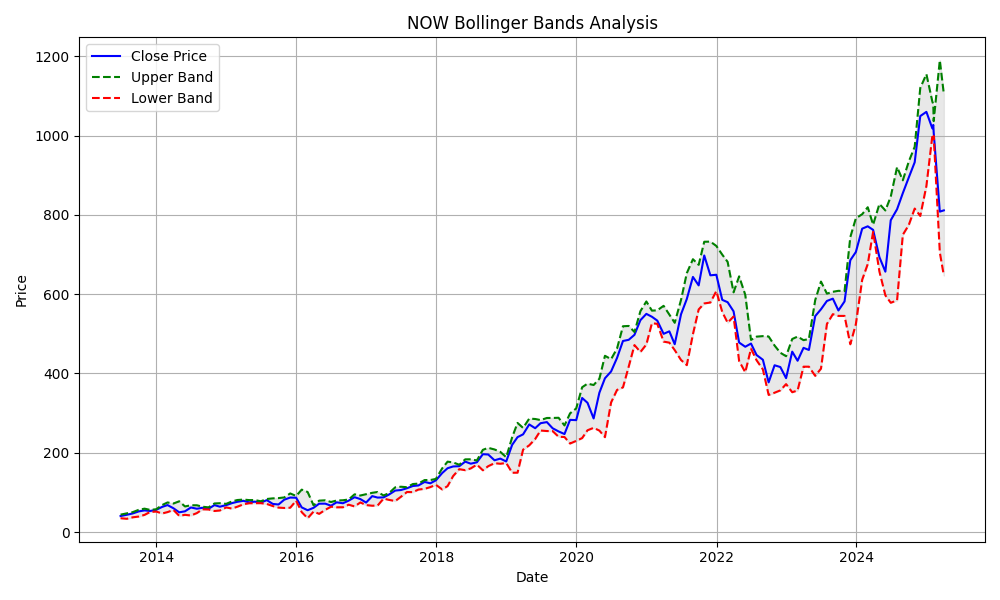 NOW Bollinger Bands Analysis
Close Price
Upper Band
Lower Band
Price
1200
1000
800
600
400
200
0
2014 2016 2018 2020 2022 2024
Date